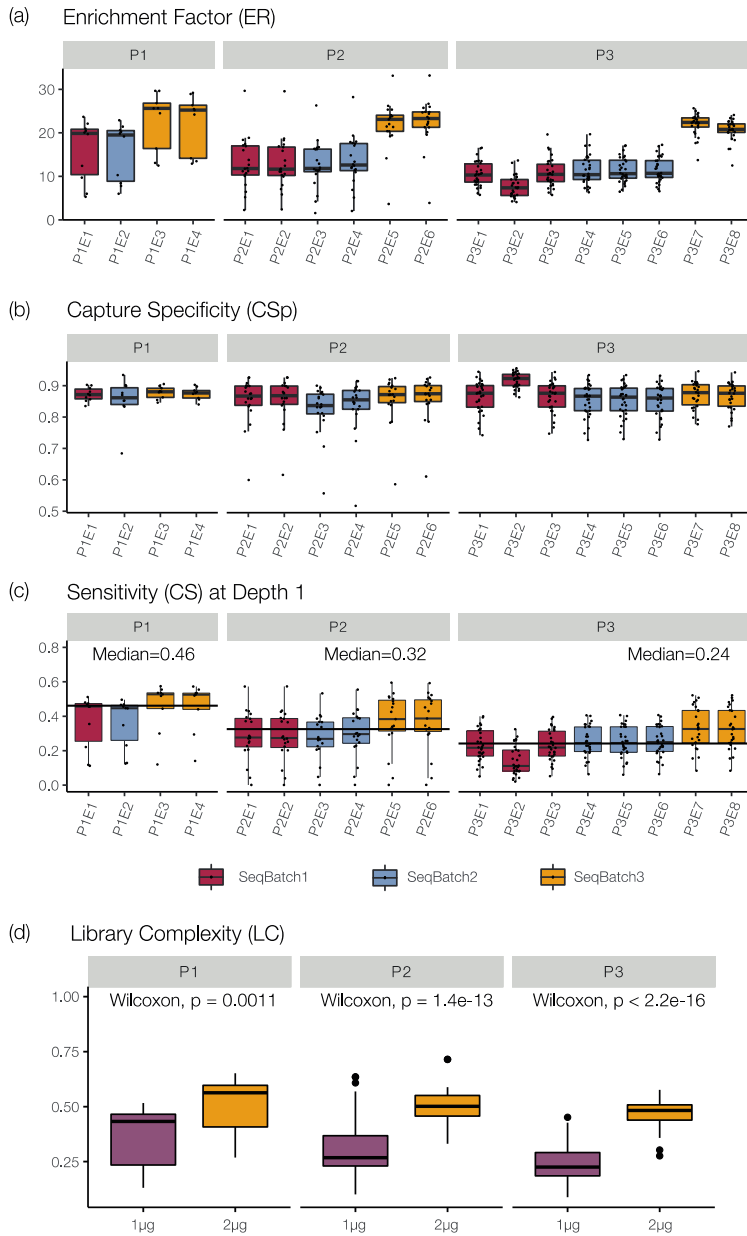 (a) Enrichment Factor (ER)
P1 P2 P3
30
20
10
0
P1E1 P1E2 P1E3 P1E4 P2E1 P2E2 P2E3 P2E4 P2E5 P2E6 P3E1 P3E2 P3E3 P3E4 P3E5 P3E6 P3E7 P3E8
(b) Capture Specificity (CSp)
P1 P2 P3
0.9
0.8
0.7
0.6
0.5
P1E1 P1E2 P1E3 P1E4 P2E1 P2E2 P2E3 P2E4 P2E5 P2E6 P3E1 P3E2 P3E3 P3E4 P3E5 P3E6 P3E7 P3E8
(c) Sensitivity (CS) at Depth 1
P1 P2 P3
0.8
Median=0.46 Median=0.32 Median=0.24
0.6
0.4
0.2
0.0
P1E1 P1E2 P1E3 P1E4 P2E1 P2E2 P2E3 P2E4 P2E5 P2E6 P3E1 P3E2 P3E3 P3E4 P3E5 P3E6 P3E7 P3E8
SeqBatch1 SeqBatch2 SeqBatch3
(d) Library Complexity (LC)
P1 P2 P3
1.00
Wilcoxon, p = 0.0011 Wilcoxon, p = 1.4e-13 Wilcoxon, p < 2.2e-16
0.75
0.50
0.25
1µg 2µg 1µg 2µg 1µg 2µg